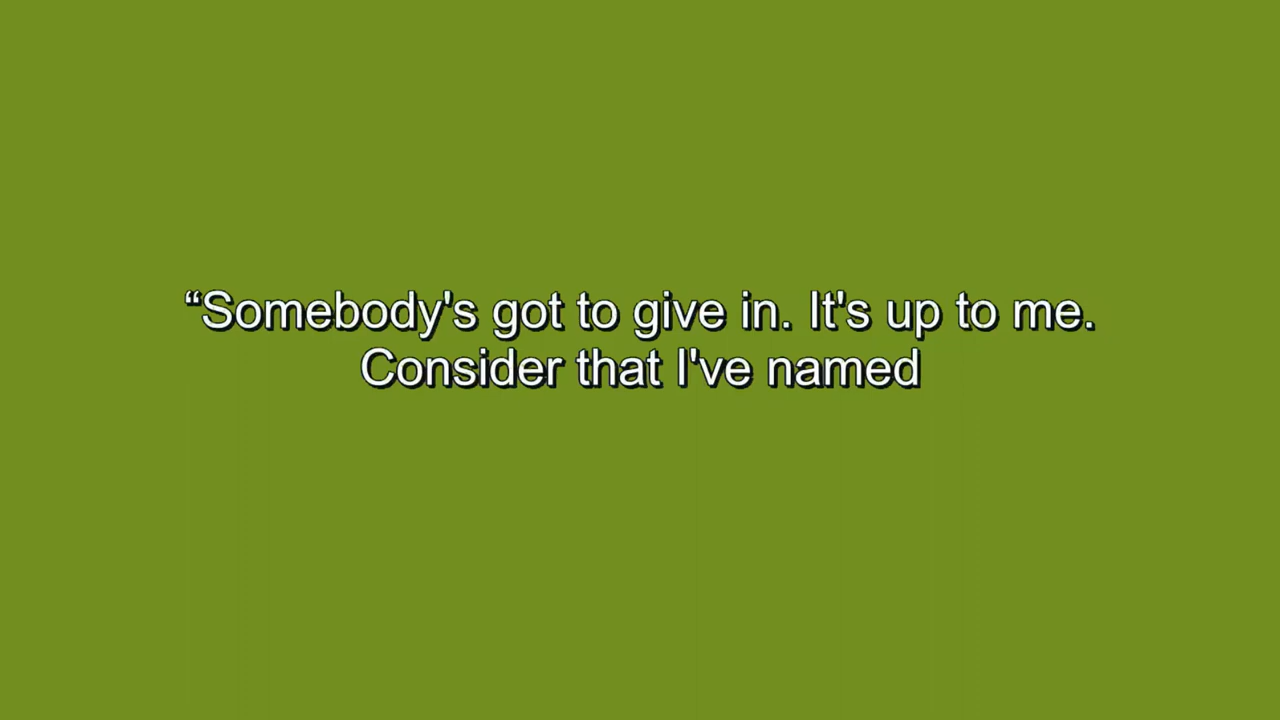 “Somebody's got to give in. It's up to me.
Consider that I've named